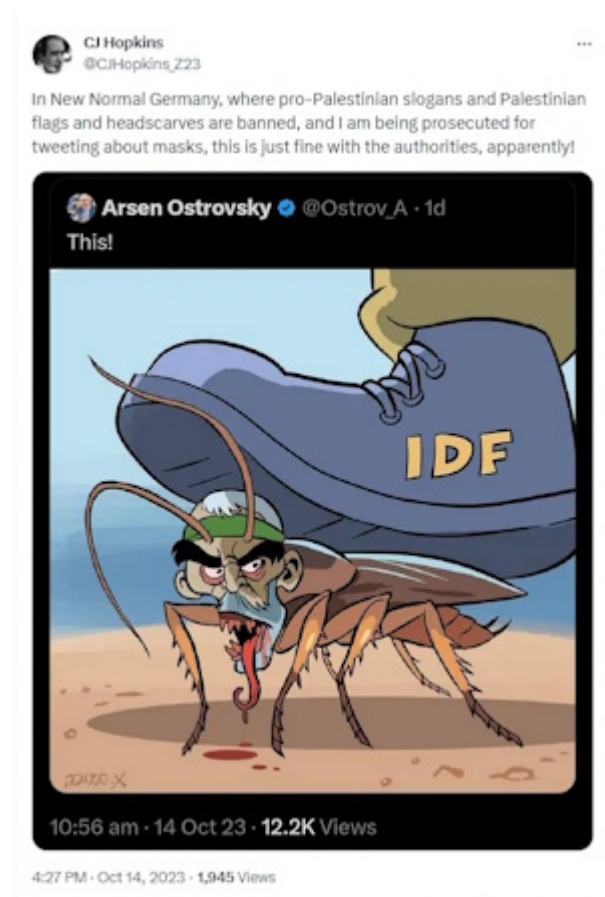 CJ Hopkins
@CJHopkins_Z23
In New Normal Germany, where pro-Palestinian slogans and Palestinian
flags and headscarves are banned, and I am being prosecuted for
tweeting about masks, this is just fine with the authorities, apparently!
Arsen Ostrovsky @Ostrov_A · 1d
This!
IDF
10:56 am · 14 Oct 23 · 12.2K Views
4:27 PM · Oct 14, 2023 · 1,945 Views